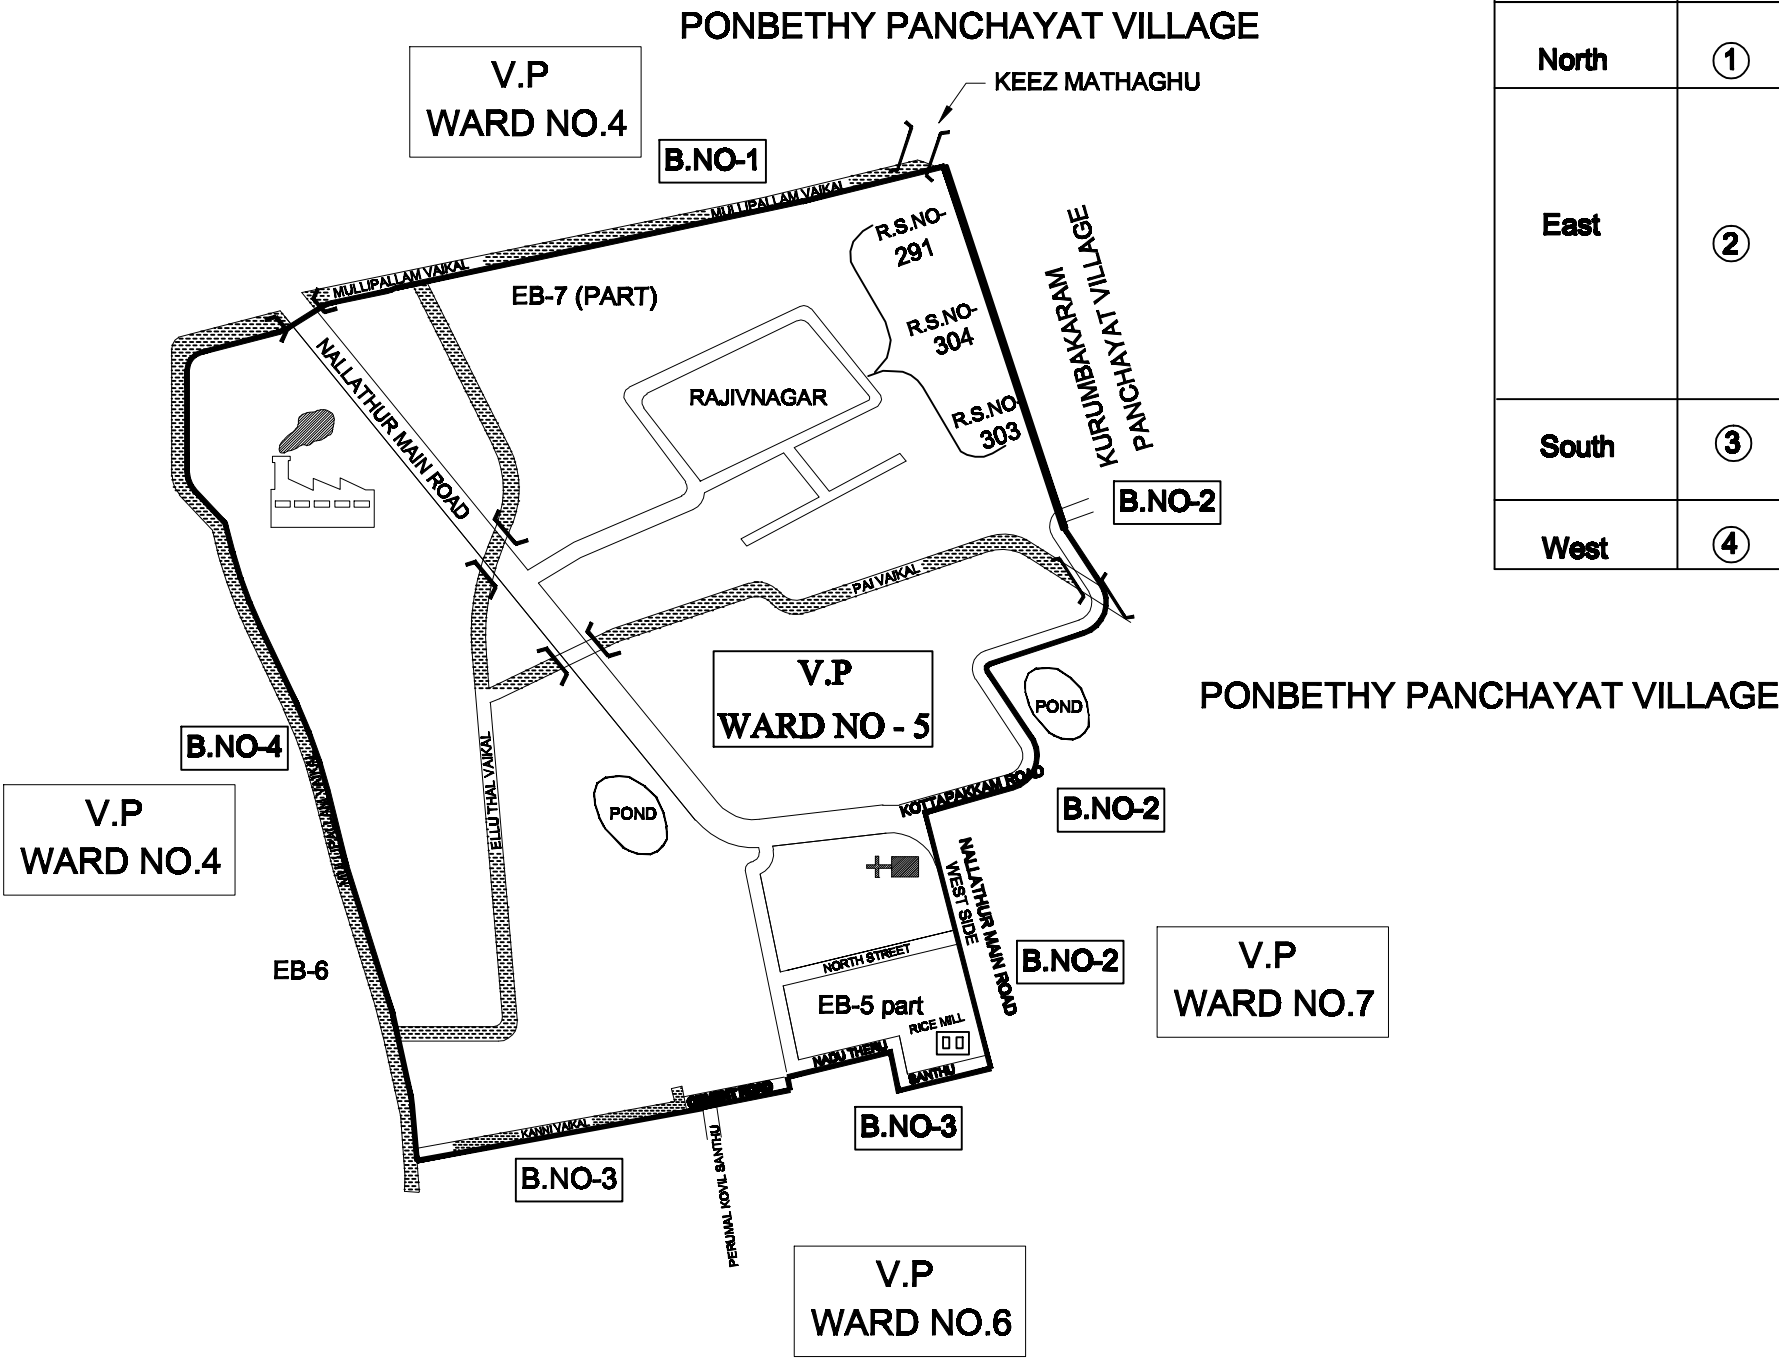 PONBETHY PANCHAYAT VILLAGE
V.P
WARD NO.4
KEEZ MATHAGHU
B.NO-1
North
1
MULLIPALLAM VAIKAL
MULLIPALLAM VAIKAL
R.S.NO-
291
KURUMBAKARAM
PANCHAYAT VILLAGE
East
2
EB-7 (PART)
R.S.NO-
304
NALLATHUR MAIN ROAD
RAJIVNAGAR
R.S.NO-
303
South
3
B.NO-2
West
4
PAI VAIKAL
V.P
WARD NO - 5
POND
PONBETHY PANCHAYAT VILLAGE
B.NO-4
ELLU THAL VAIKAL
KOTTAPAKKAM ROAD
B.NO-2
V.P
WARD NO.4
POND
NALLATHUR MAIN ROAD
WEST SIDE
NORTH STREET
B.NO-2
V.P
WARD NO.7
EB-6
EB-5 part
RICE MILL
NADU THERU
SANTHU
KANNI VAIKAL
B.NO-3
B.NO-3
PERUMAL KOVIL SANTHU
V.P
WARD NO.6